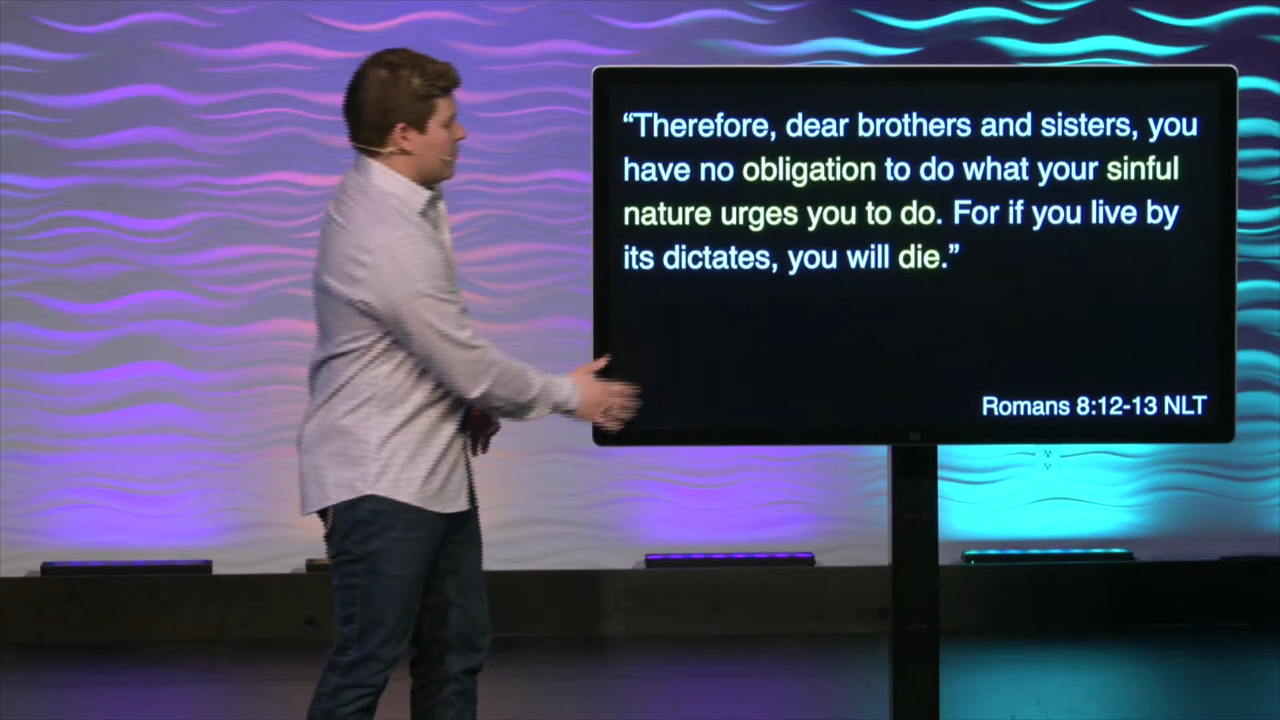 “Therefore, dear brothers and sisters, you
have no obligation to do what your sinful
nature urges you to do. For if you live by
its dictates, you will die.”
Romans 8:12-13 NLT